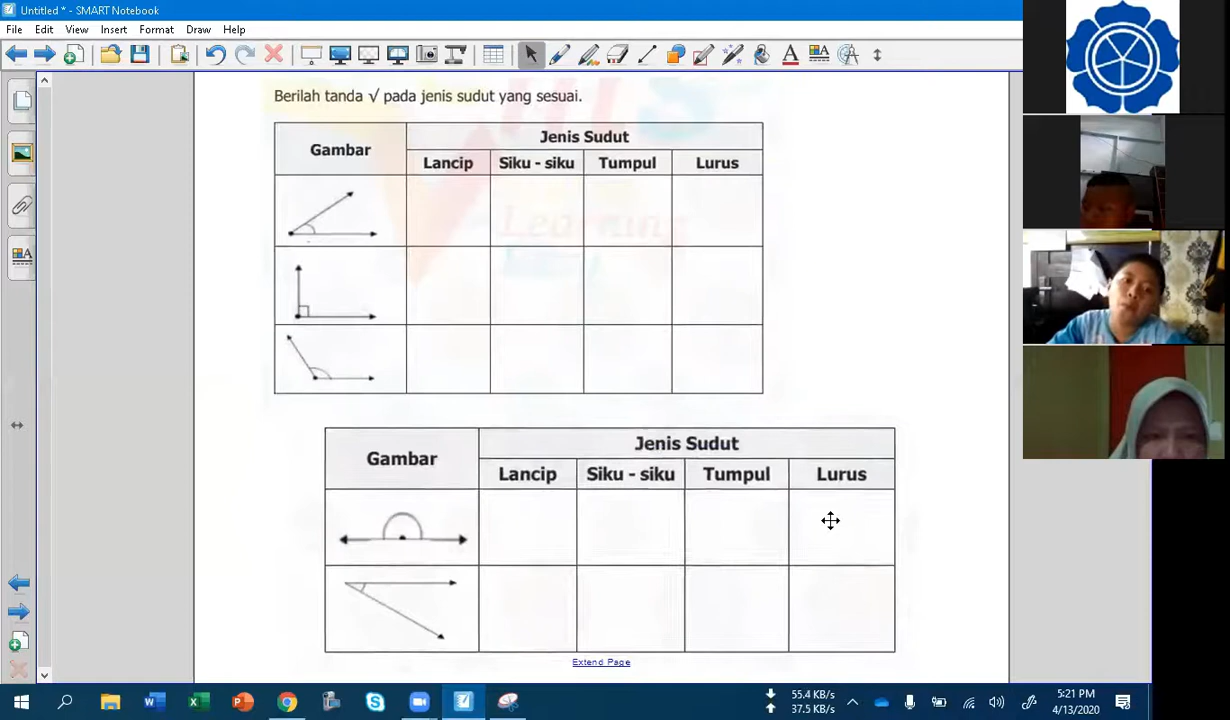 Untitled * - SMART Notebook
File Edit View Insert Format Draw Help
Berilah tanda √ pada jenis sudut yang sesuai.
Gambar
Jenis Sudut
Lancip Siku - siku Tumpul Lurus
Learning
Gambar
Jenis Sudut
Lancip Siku - siku Tumpul Lurus
Extend Page
55.4 KB/s
37.5 KB/s
5:21 PM
4/13/2020